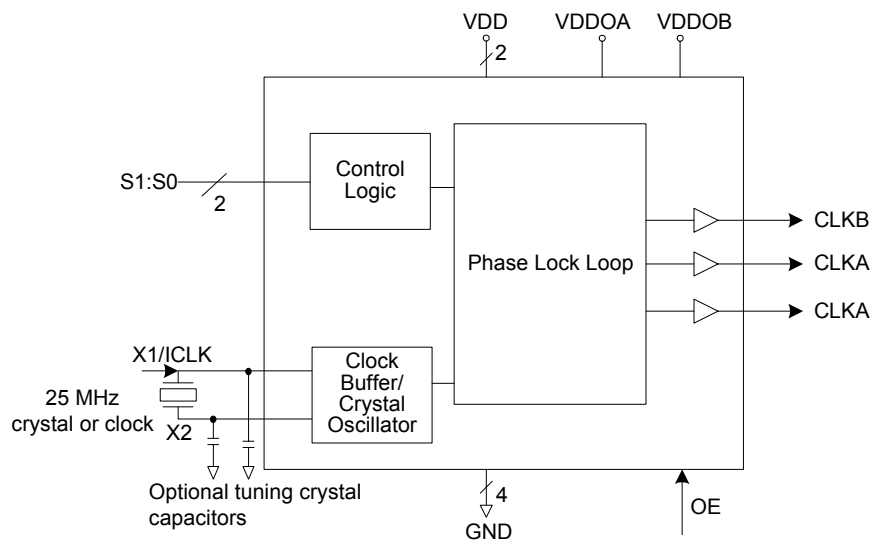 VDD
VDDOA
VDDOB
2
S1:S0
2
Control
Logic
Phase Lock Loop
CLKB
CLKA
CLKA
X1/ICLK
25 MHz
crystal or clock
X2
Clock
Buffer/
Crystal
Oscillator
Optional tuning crystal
capacitors
4
GND
OE